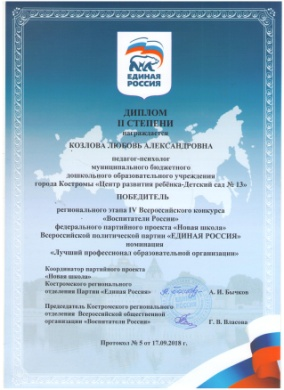 ЕДИНАЯ
РОССИЯ
ДИПЛОМ
II СТЕПЕНИ
награждается
КОЗЛОВА ЛЮБОВЬ АЛЕКСАНДРОВНА
педагог-психолог
муниципального бюджетного
дошкольного образовательного учреждения
города Костромы «Центр развития ребёнка-Детский сад № 13»
ПОБЕДИТЕЛЬ
регионального этапа IV Всероссийского конкурса
«Воспитатели России»
федерального партийного проекта «Новая школа»
Всероссийской политической партии «ЕДИНАЯ РОССИЯ»
номинация
«Лучший профессионал образовательной организации»
Координатор партийного проекта
«Новая школа»
Костромского регионального
отделения Партии «Единая Россия»
А. И. Бычков
Председатель Костромского регионального
отделения Всероссийской общественной
организации «Воспитатели России»
Г. В. Власова
Протокол № 5 от 17.09.2018 г.